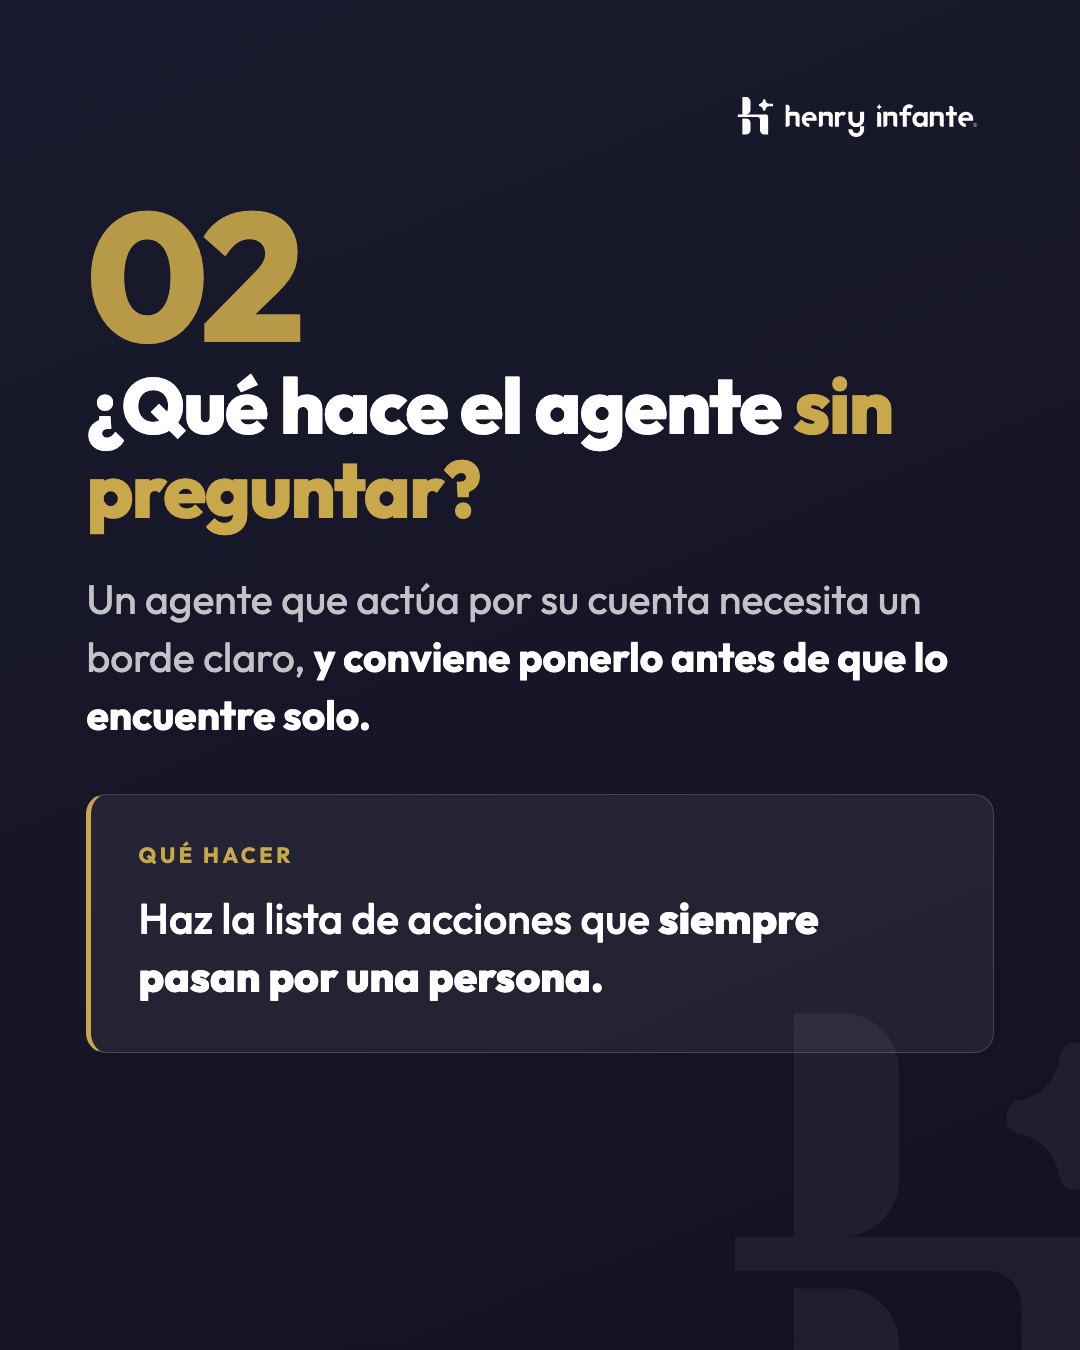 henry infante
02
¿Qué hace el agente sin
preguntar?
Un agente que actúa por su cuenta necesita un
borde claro, y conviene ponerlo antes de que lo
encuentre solo.
QUÉ HACER
Haz la lista de acciones que siempre
pasan por una persona.